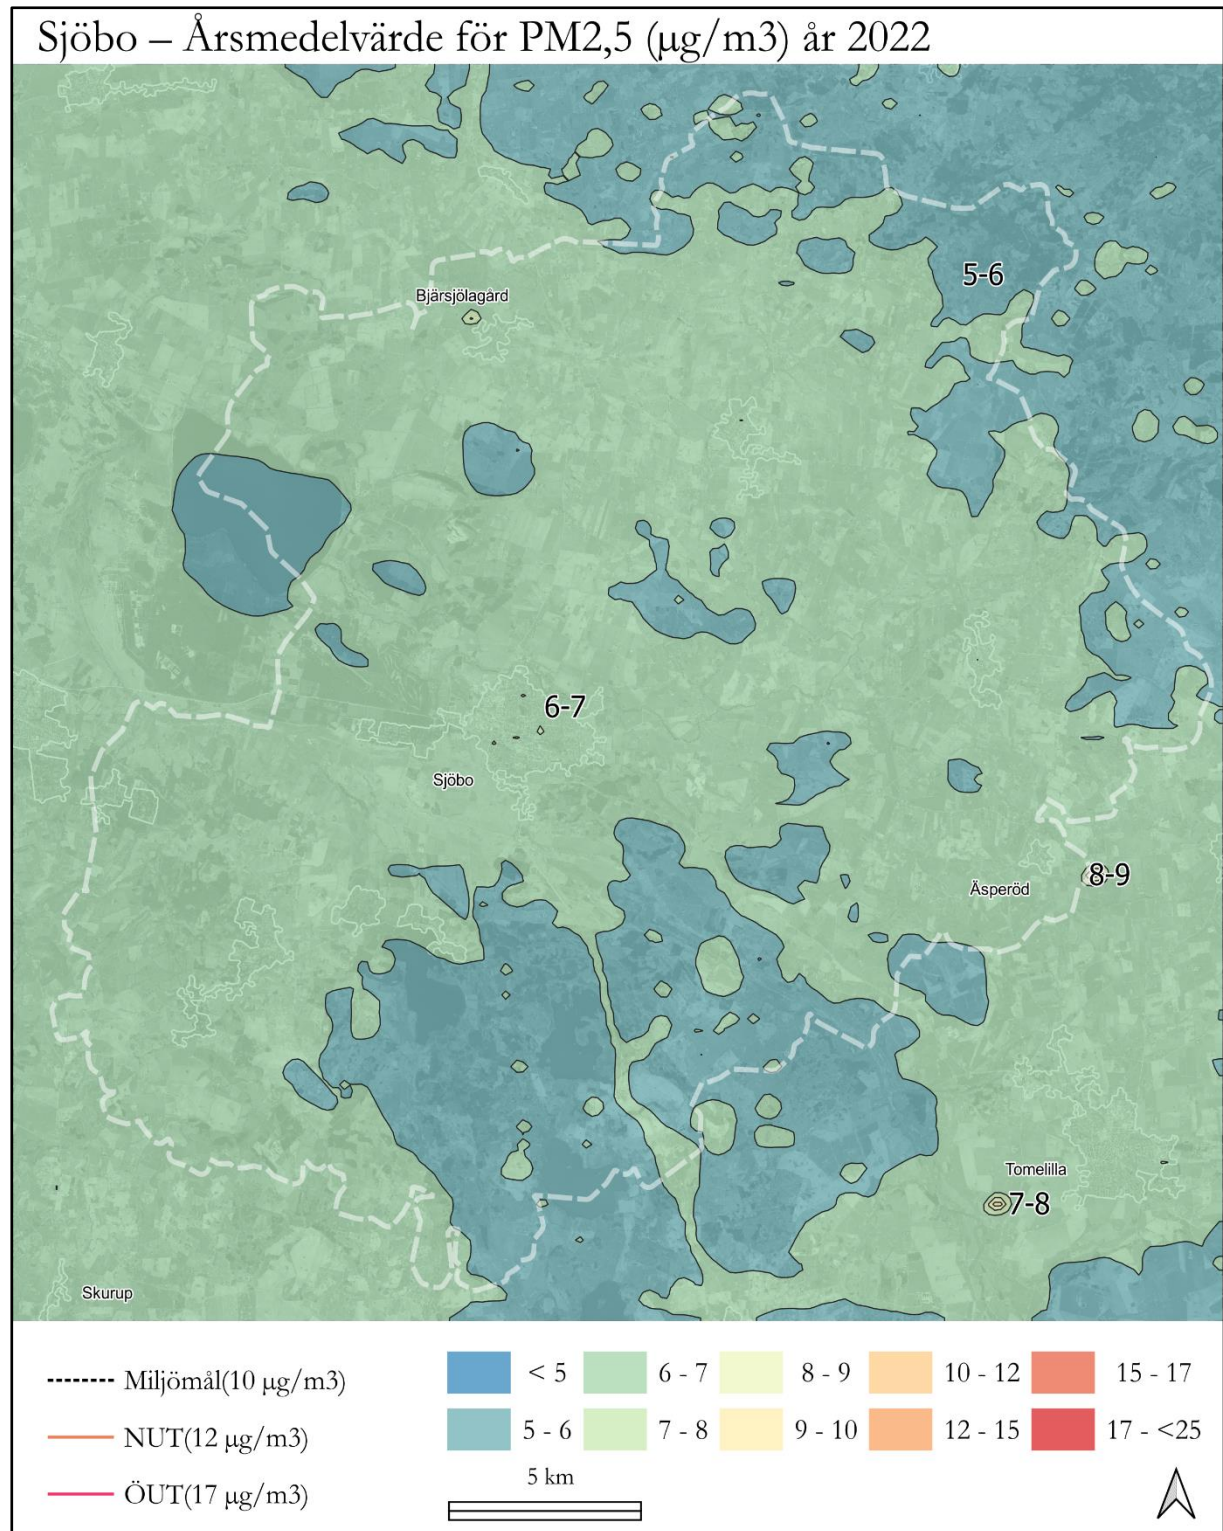 Sjöbo – Årsmedelvärde för PM2,5 (µg/m3) år 2022
5-6
Bjärsjölagård
6-7
Sjöbo
8-9
Äsperöd
Tomelilla
7-8
Skurup
Miljömål(10 µg/m3)
NUT(12 µg/m3)
ÖUT(17 µg/m3)
< 5
6 - 7
8 - 9
10 - 12
15 - 17
5 - 6
7 - 8
9 - 10
12 - 15
17 - <25
5 km